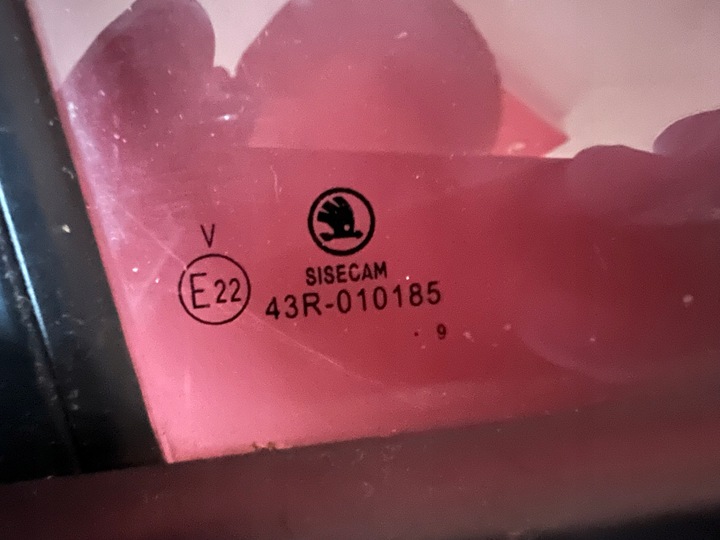 V
E22
SISECAM
43R-010185
. 9